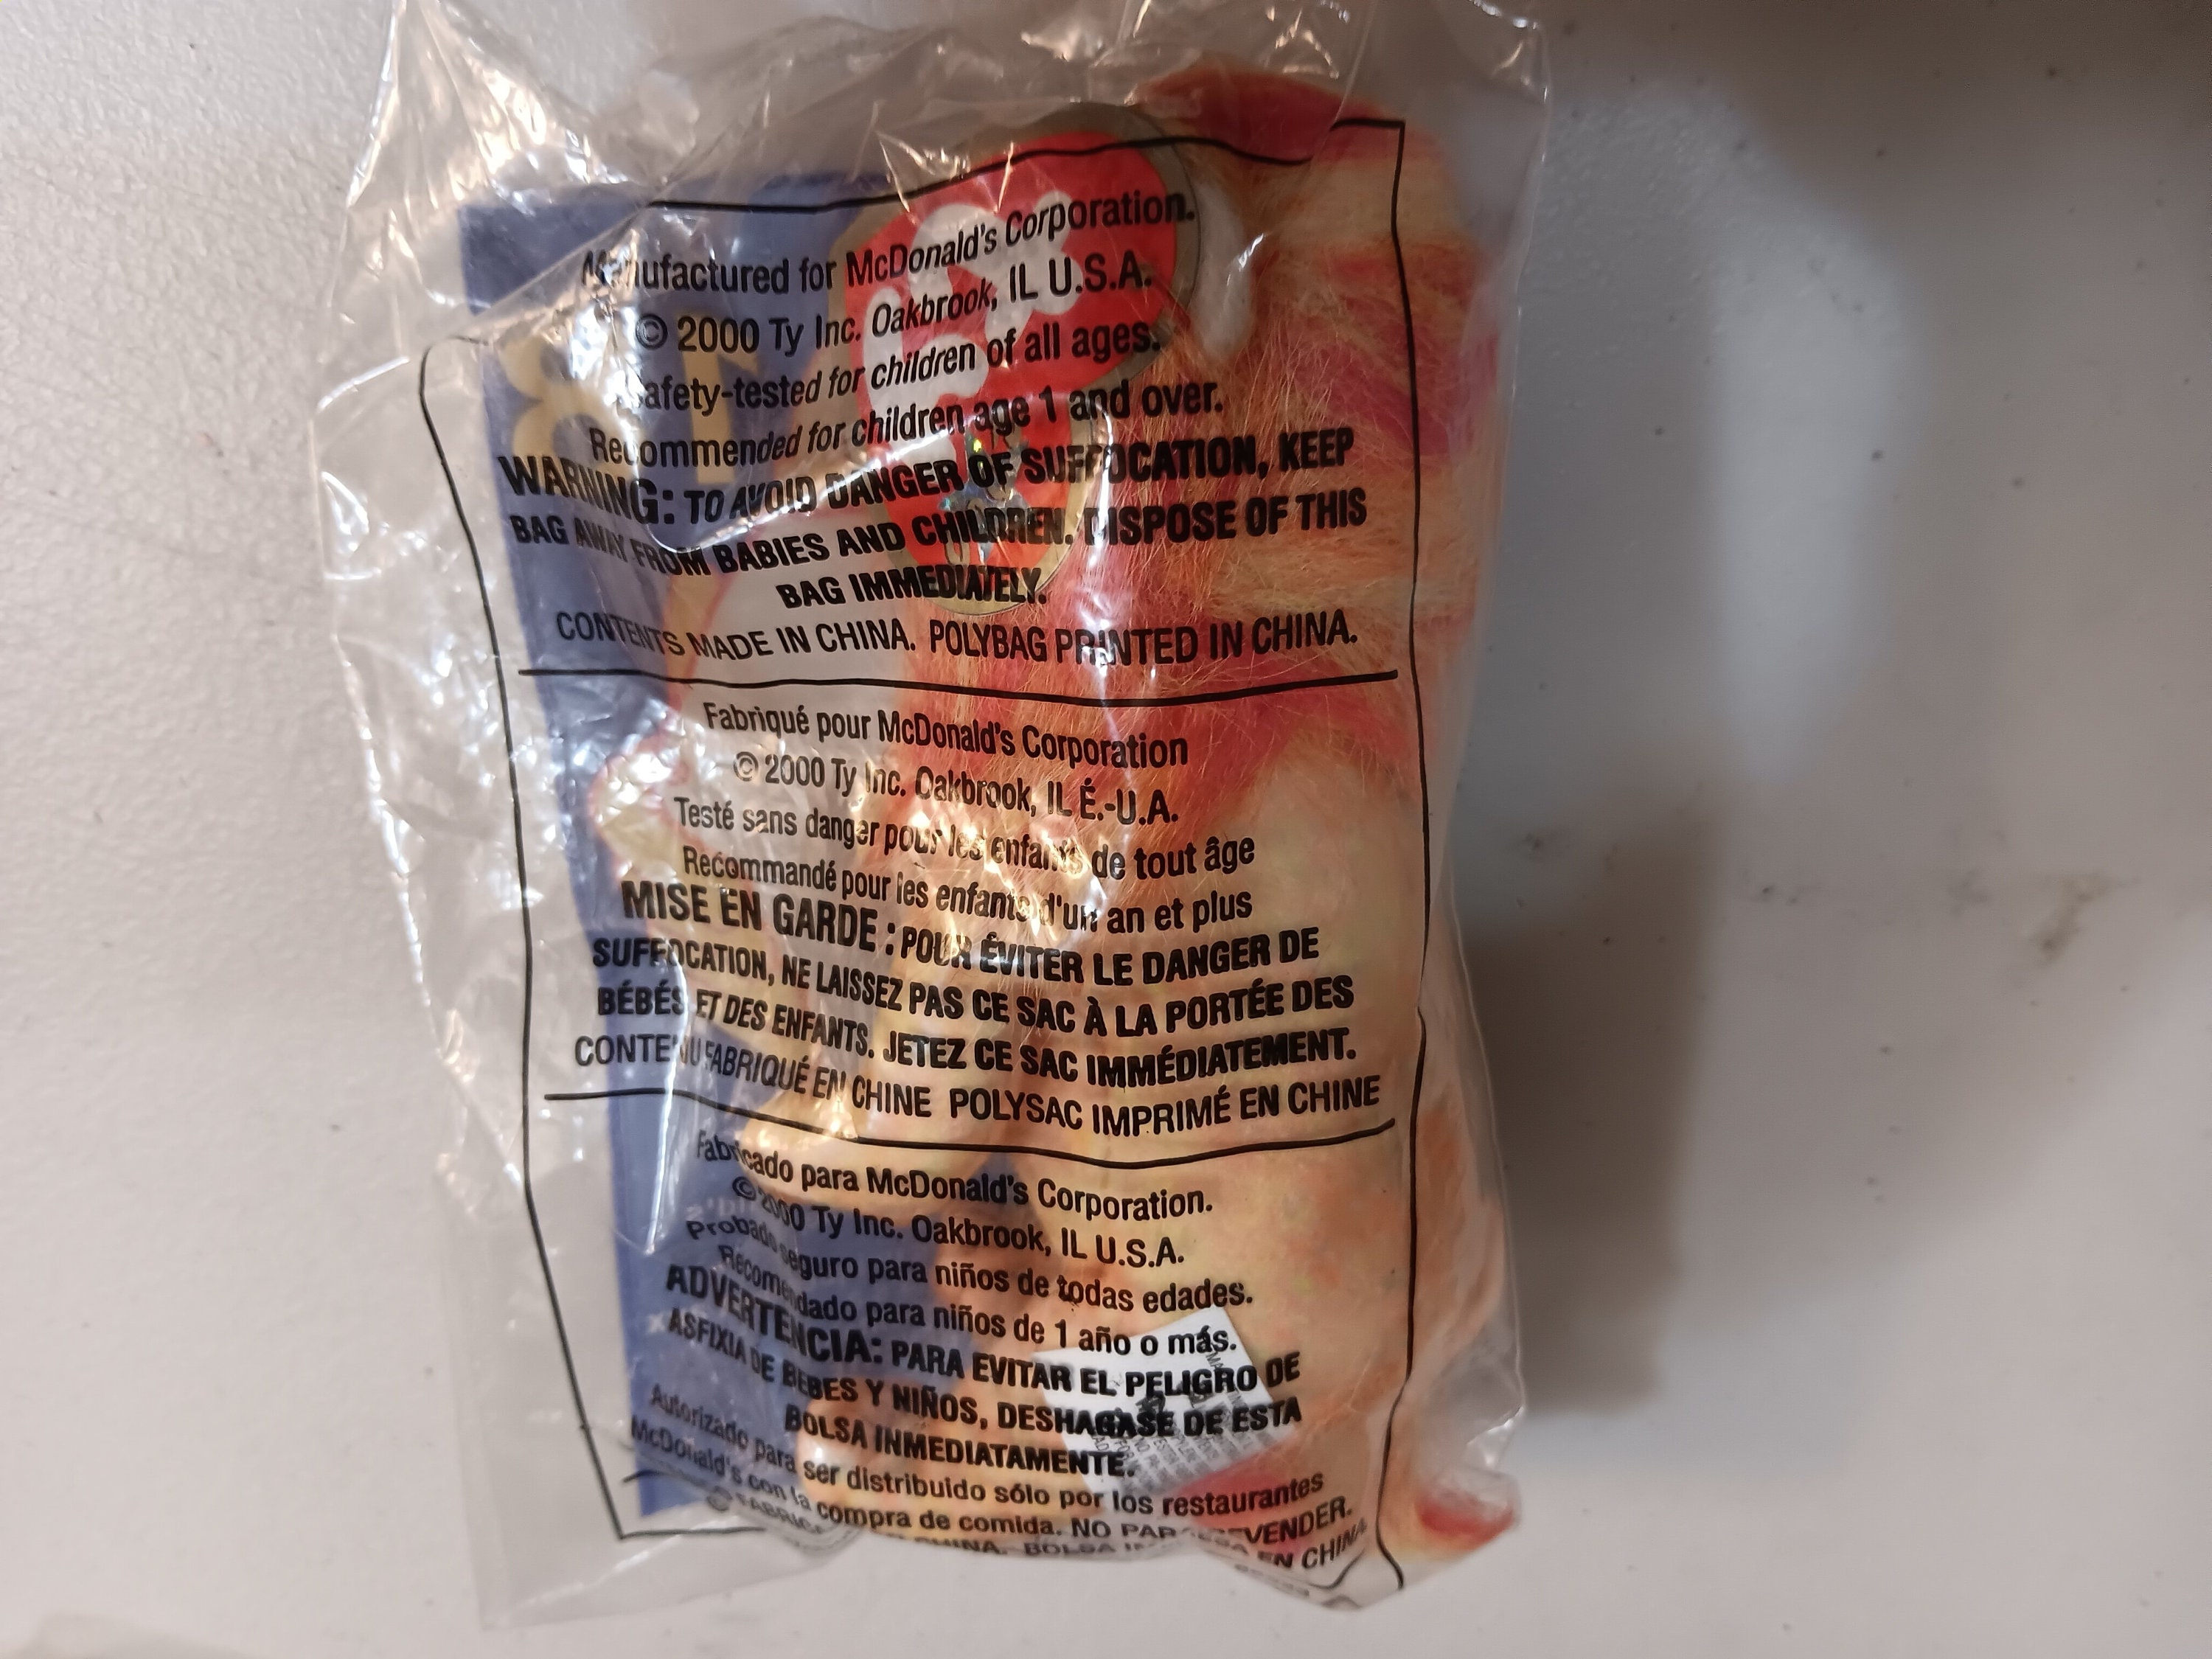 Manufactured for McDonald's Corporation.
© 2000 Ty Inc. Oakbrook, IL U.S.A.
afety-tested for children of all ages.
Recommended for children age 1 and over.
WARNING: TO AVOID DANGER OF SUFFOCATION, KEEP
BAG AWAY FROM BABIES AND CHILDREN. DISPOSE OF THIS
BAG IMMEDIATELY.
CONTENTS MADE IN CHINA. POLYBAG PRINTED IN CHINA.
Fabriqué pour McDonald's Corporation
© 2000 Ty Inc. Oakbrook, IL É.-U.A.
Testé sans danger pour les enfants de tout âge
Recommandé pour les enfants d'un an et plus
MISE EN GARDE : POUR ÉVITER LE DANGER DE
SUFFOCATION, NE LAISSEZ PAS CE SAC À LA PORTÉE DES
BÉBÉS ET DES ENFANTS. JETEZ CE SAC IMMÉDIATEMENT.
CONTENU FABRIQUÉ EN CHINE POLYSAC IMPRIMÉ EN CHINE
Fabricado para McDonald's Corporation.
© 2000 Ty Inc. Oakbrook, IL U.S.A.
Probado seguro para niños de todas edades.
Recomendado para niños de 1 año o más.
ADVERTENCIA: PARA EVITAR EL PELIGRO DE
ASFIXIA DE BEBES Y NIÑOS, DESHAGASE DE ESTA
BOLSA INMEDIATAMENTE.
Autorizado para ser distribuido sólo por los restaurantes
McDonald's con la compra de comida. NO PARA REVENDER.
CHINA. BOLSA EN CHINA